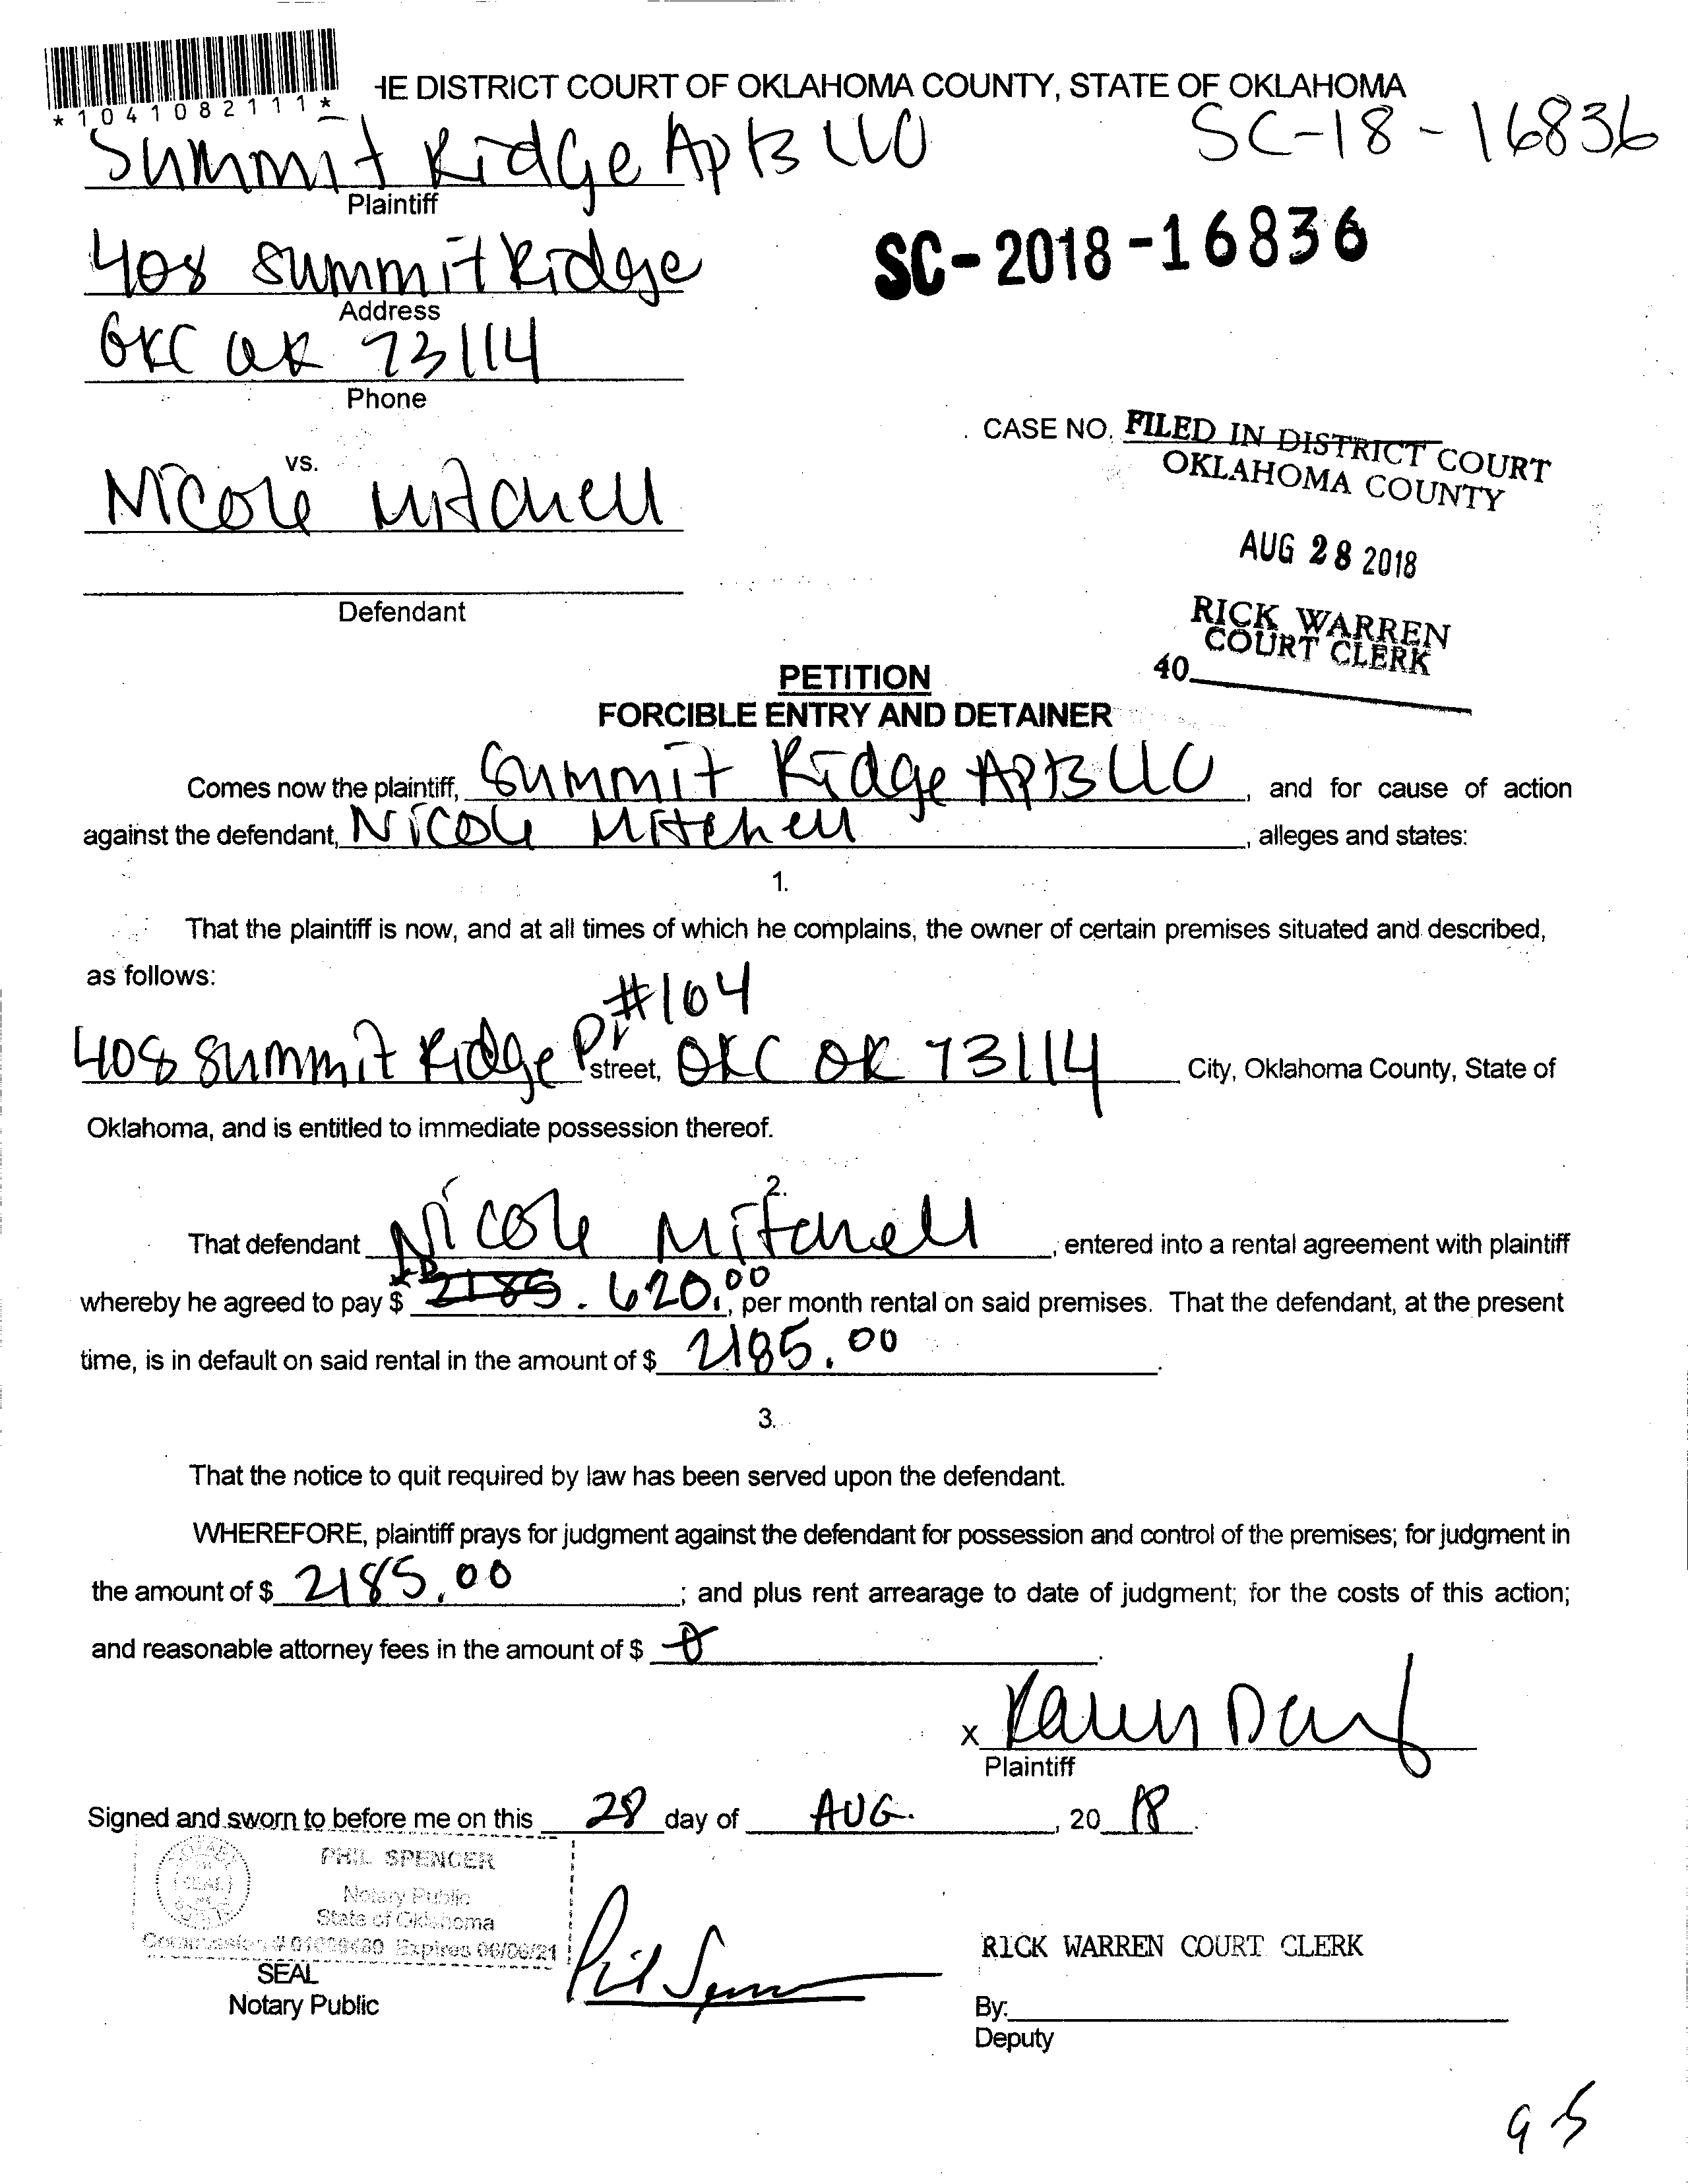 *1041082111*
HE DISTRICT COURT OF OKLAHOMA COUNTY, STATE OF OKLAHOMA
Summit Ridge Apts LLC
SC-18-16836
Plaintiff
408 Summit Ridge
SC-2018-16836
Address
OKC OK 73114
Phone
CASE NO.
FILED IN DISTRICT COURT
OKLAHOMA COUNTY
vs.
Nicole Mitchell
AUG 28 2018
Defendant
RICK WARREN
COURT CLERK
40
PETITION
FORCIBLE ENTRY AND DETAINER
Comes now the plaintiff, Summit Ridge Apts LLC, and for cause of action
against the defendant, Nicole Mitchell, alleges and states:
1.
That the plaintiff is now, and at all times of which he complains, the owner of certain premises situated and described,
as follows:
#104
408 Summit Ridge Dr street, OKC OK 73114 City, Oklahoma County, State of
Oklahoma, and is entitled to immediate possession thereof.
2.
That defendant Nicole Mitchell, entered into a rental agreement with plaintiff
whereby he agreed to pay $ 2185. 620.00, per month rental on said premises. That the defendant, at the present
time, is in default on said rental in the amount of $ 2185.00.
3.
That the notice to quit required by law has been served upon the defendant.
WHEREFORE, plaintiff prays for judgment against the defendant for possession and control of the premises; for judgment in
the amount of $ 2185.00; and plus rent arrearage to date of judgment; for the costs of this action;
and reasonable attorney fees in the amount of $ 0.
X Karen
Plaintiff
Signed and sworn to before me on this 28 day of AUG., 20 18.
PHIL SPENCER
(SEAL)
Notary Public
State of Oklahoma
Commission # Expires 06/06/21
SEAL
Notary Public
Phil Spencer
RICK WARREN COURT CLERK
By:
Deputy
95